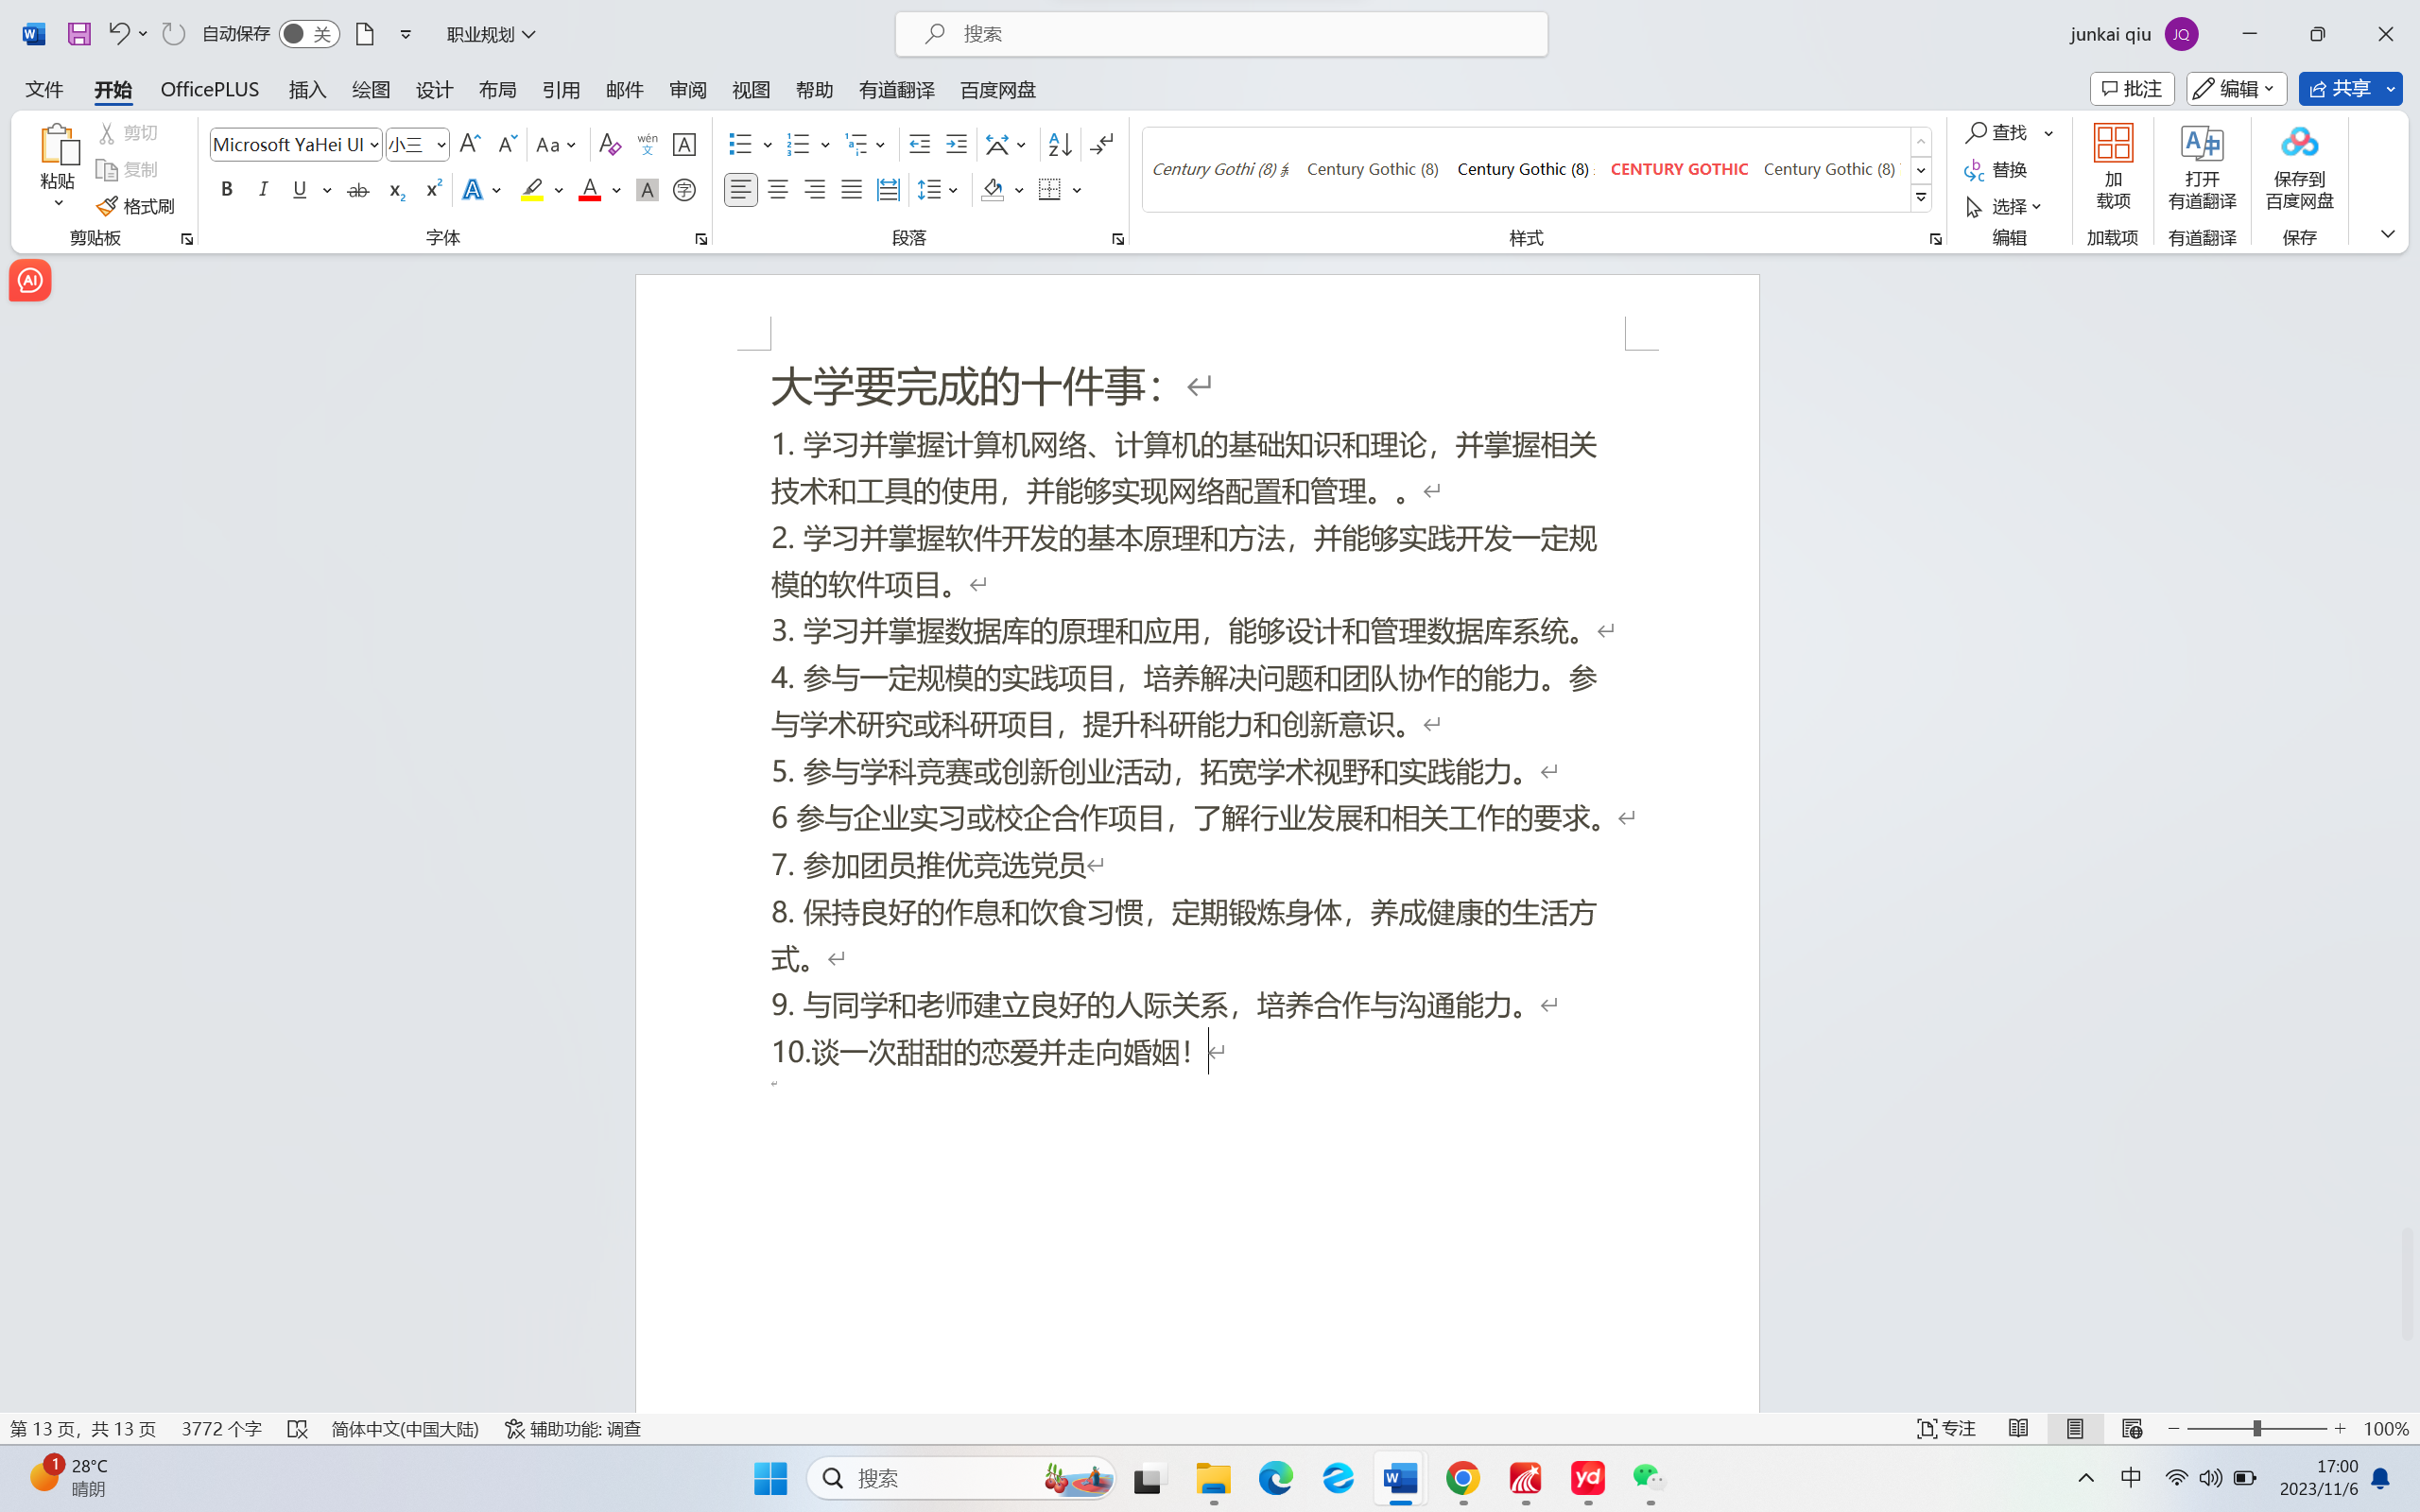 自动保存 关 职业规划 搜索 junkai qiu JQ
文件 开始 OfficePLUS 插入 绘图 设计 布局 引用 邮件 审阅 视图 帮助 有道翻译 百度网盘 批注 编辑 共享
粘贴 剪切 复制 格式刷
Microsoft YaHei UI 小三
Century Gothic (8) Century Gothic (8) CENTURY GOTHIC Century Gothic (8)
查找
替换
选择
加
载项
打开
有道翻译
保存到
百度网盘
剪贴板 字体 段落 样式 编辑 加载项 有道翻译 保存
大学要完成的十件事：
1. 学习并掌握计算机网络、计算机的基础知识和理论，并掌握相关
技术和工具的使用，并能够实现网络配置和管理。。
2. 学习并掌握软件开发的基本原理和方法，并能够实践开发一定规
模的软件项目。
3. 学习并掌握数据库的原理和应用，能够设计和管理数据库系统。
4. 参与一定规模的实践项目，培养解决问题和团队协作的能力。参
与学术研究或科研项目，提升科研能力和创新意识。
5. 参与学科竞赛或创新创业活动，拓宽学术视野和实践能力。
6 参与企业实习或校企合作项目，了解行业发展和相关工作的要求。
7. 参加团员推优竞选党员
8. 保持良好的作息和饮食习惯，定期锻炼身体，养成健康的生活方
式。
9. 与同学和老师建立良好的人际关系，培养合作与沟通能力。
10.谈一次甜甜的恋爱并走向婚姻！
第 13 页，共 13 页 3772 个字 简体中文(中国大陆) 辅助功能: 调查 专注 100%
1 28°C
晴朗
搜索
中
17:00
2023/11/6